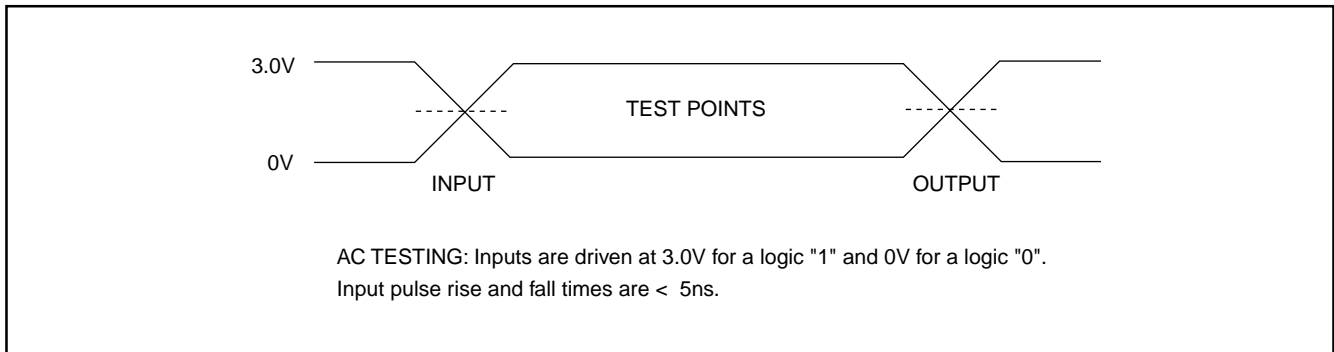 3.0V
TEST POINTS
0V
INPUT
OUTPUT
AC TESTING: Inputs are driven at 3.0V for a logic "1" and 0V for a logic "0".
Input pulse rise and fall times are < 5ns.